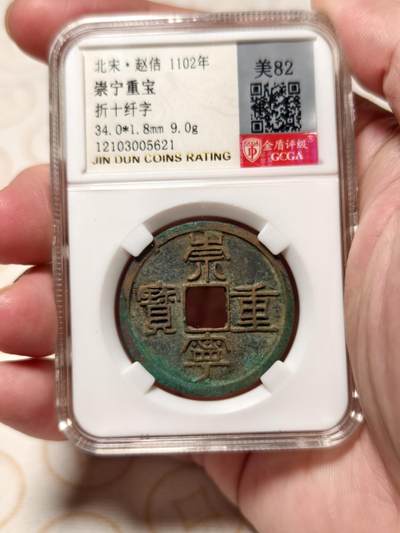 北宋·赵佶 1102年
崇宁重宝
折十纤字
34.0*1.8mm 9.0g
12103005621
JIN DUN COINS RATING
美82
金盾评级
GCGA
崇
寧
重
寶